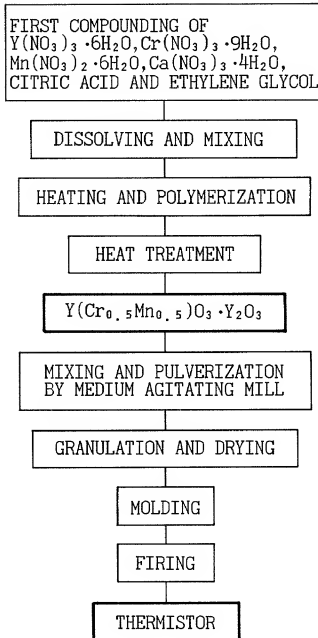 FIRST COMPOUNDING OF
Y(NO₃)₃·6H₂O,Cr(NO₃)₃·9H₂O,
Mn(NO₃)₂·6H₂O,Ca(NO₃)₃·4H₂O,
CITRIC ACID AND ETHYLENE GLYCOL
DISSOLVING AND MIXING
HEATING AND POLYMERIZATION
HEAT TREATMENT
Y(Cr₀.₅Mn₀.₅)O₃·Y₂O₃
MIXING AND PULVERIZATION
BY MEDIUM AGITATING MILL
GRANULATION AND DRYING
MOLDING
FIRING
THERMISTOR